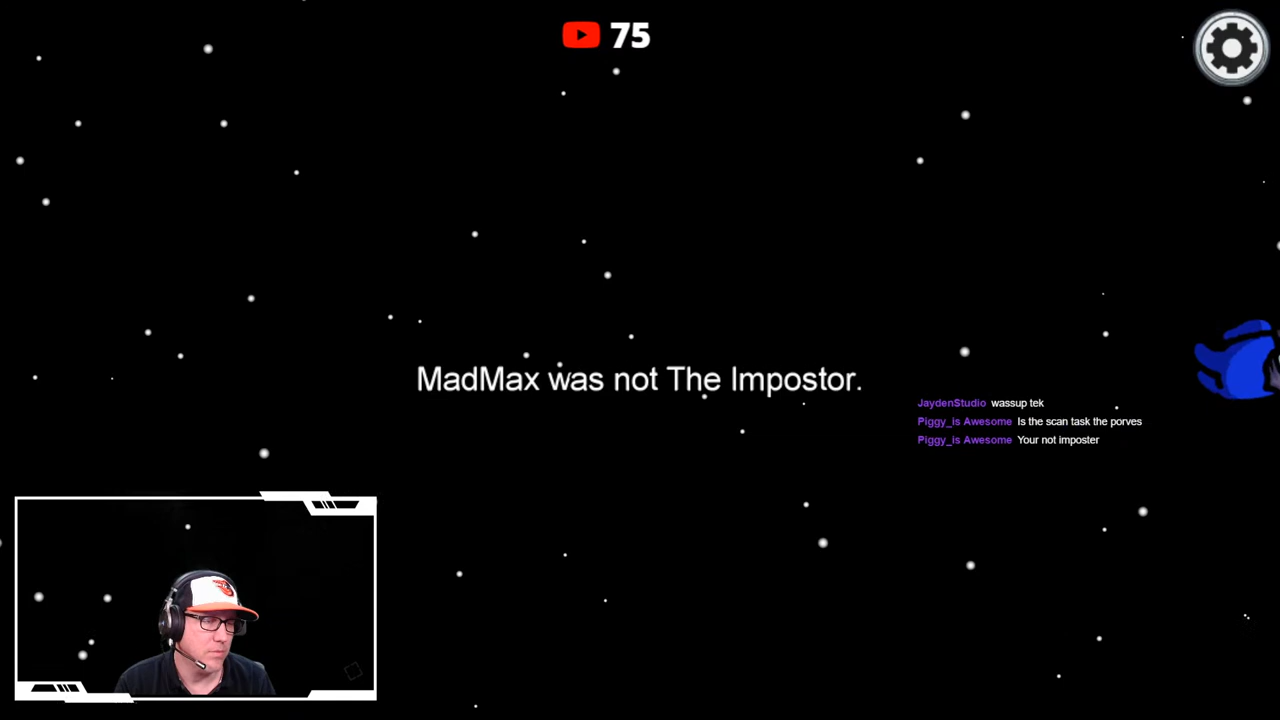 75
MadMax was not The Impostor.
JaydenStudio wassup tek
Piggy_is Awesome Is the scan task the porves
Piggy_is Awesome Your not imposter